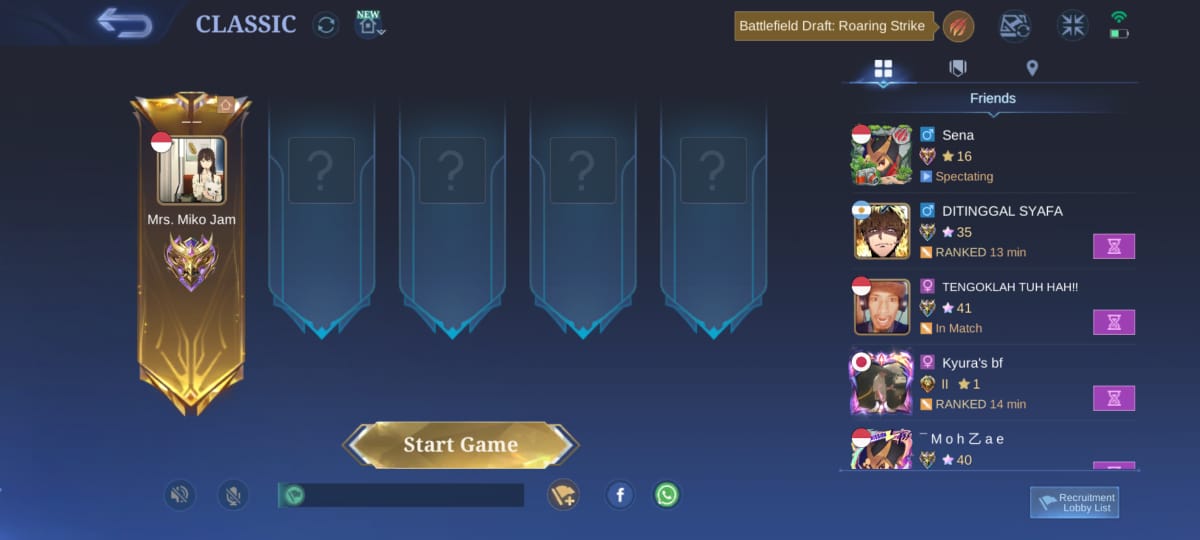 CLASSIC
NEW
Battlefield Draft: Roaring Strike
Mrs. Miko Jam
?
?
?
?
Start Game
Friends
Sena
16
Spectating
DITINGGAL SYAFA
35
RANKED 13 min
TENGOKLAH TUH HAH!!
41
In Match
Kyura's bf
II 1
RANKED 14 min
¯ M o h 乙 a e
40
Recruitment
Lobby List